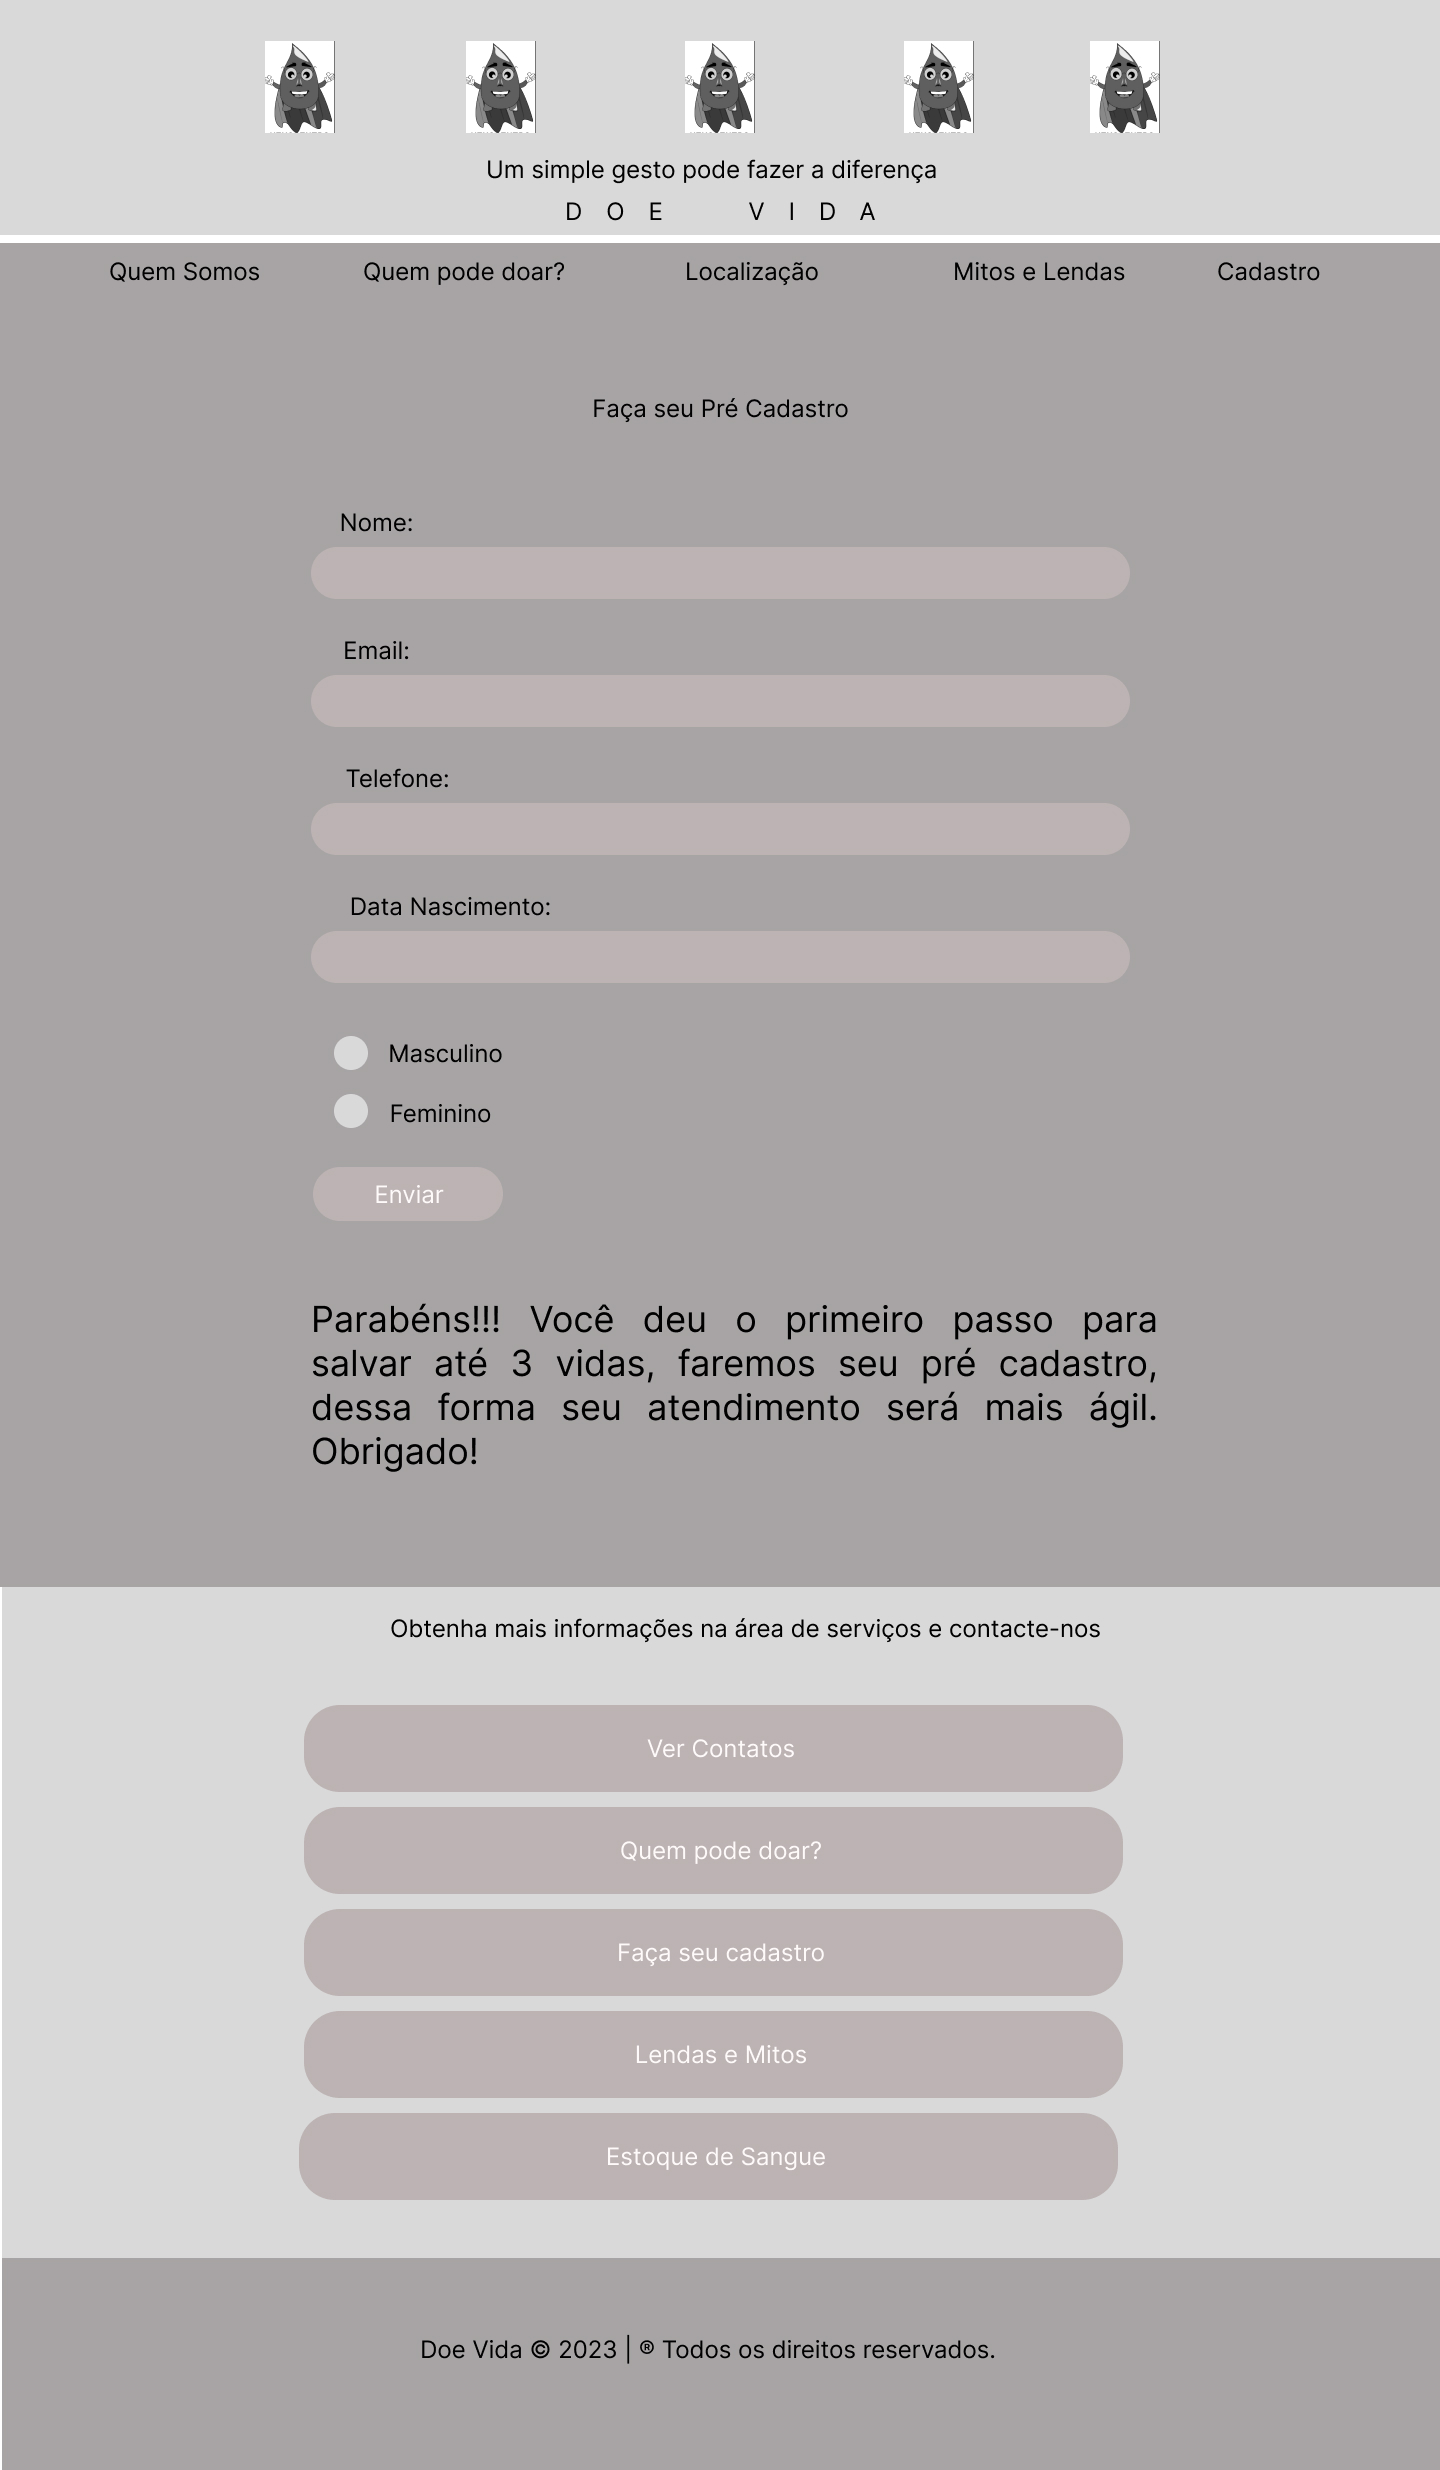 Um simple gesto pode fazer a diferença
DOE VIDA
Quem Somos Quem pode doar? Localização Mitos e Lendas Cadastro
Faça seu Pré Cadastro
Nome:
Email:
Telefone:
Data Nascimento:
Masculino
Feminino
Enviar
Parabéns!!! Você deu o primeiro passo para
salvar até 3 vidas, faremos seu pré cadastro,
dessa forma seu atendimento será mais ágil.
Obrigado!
Obtenha mais informações na área de serviços e contacte-nos
Ver Contatos
Quem pode doar?
Faça seu cadastro
Lendas e Mitos
Estoque de Sangue
Doe Vida © 2023 | ® Todos os direitos reservados.